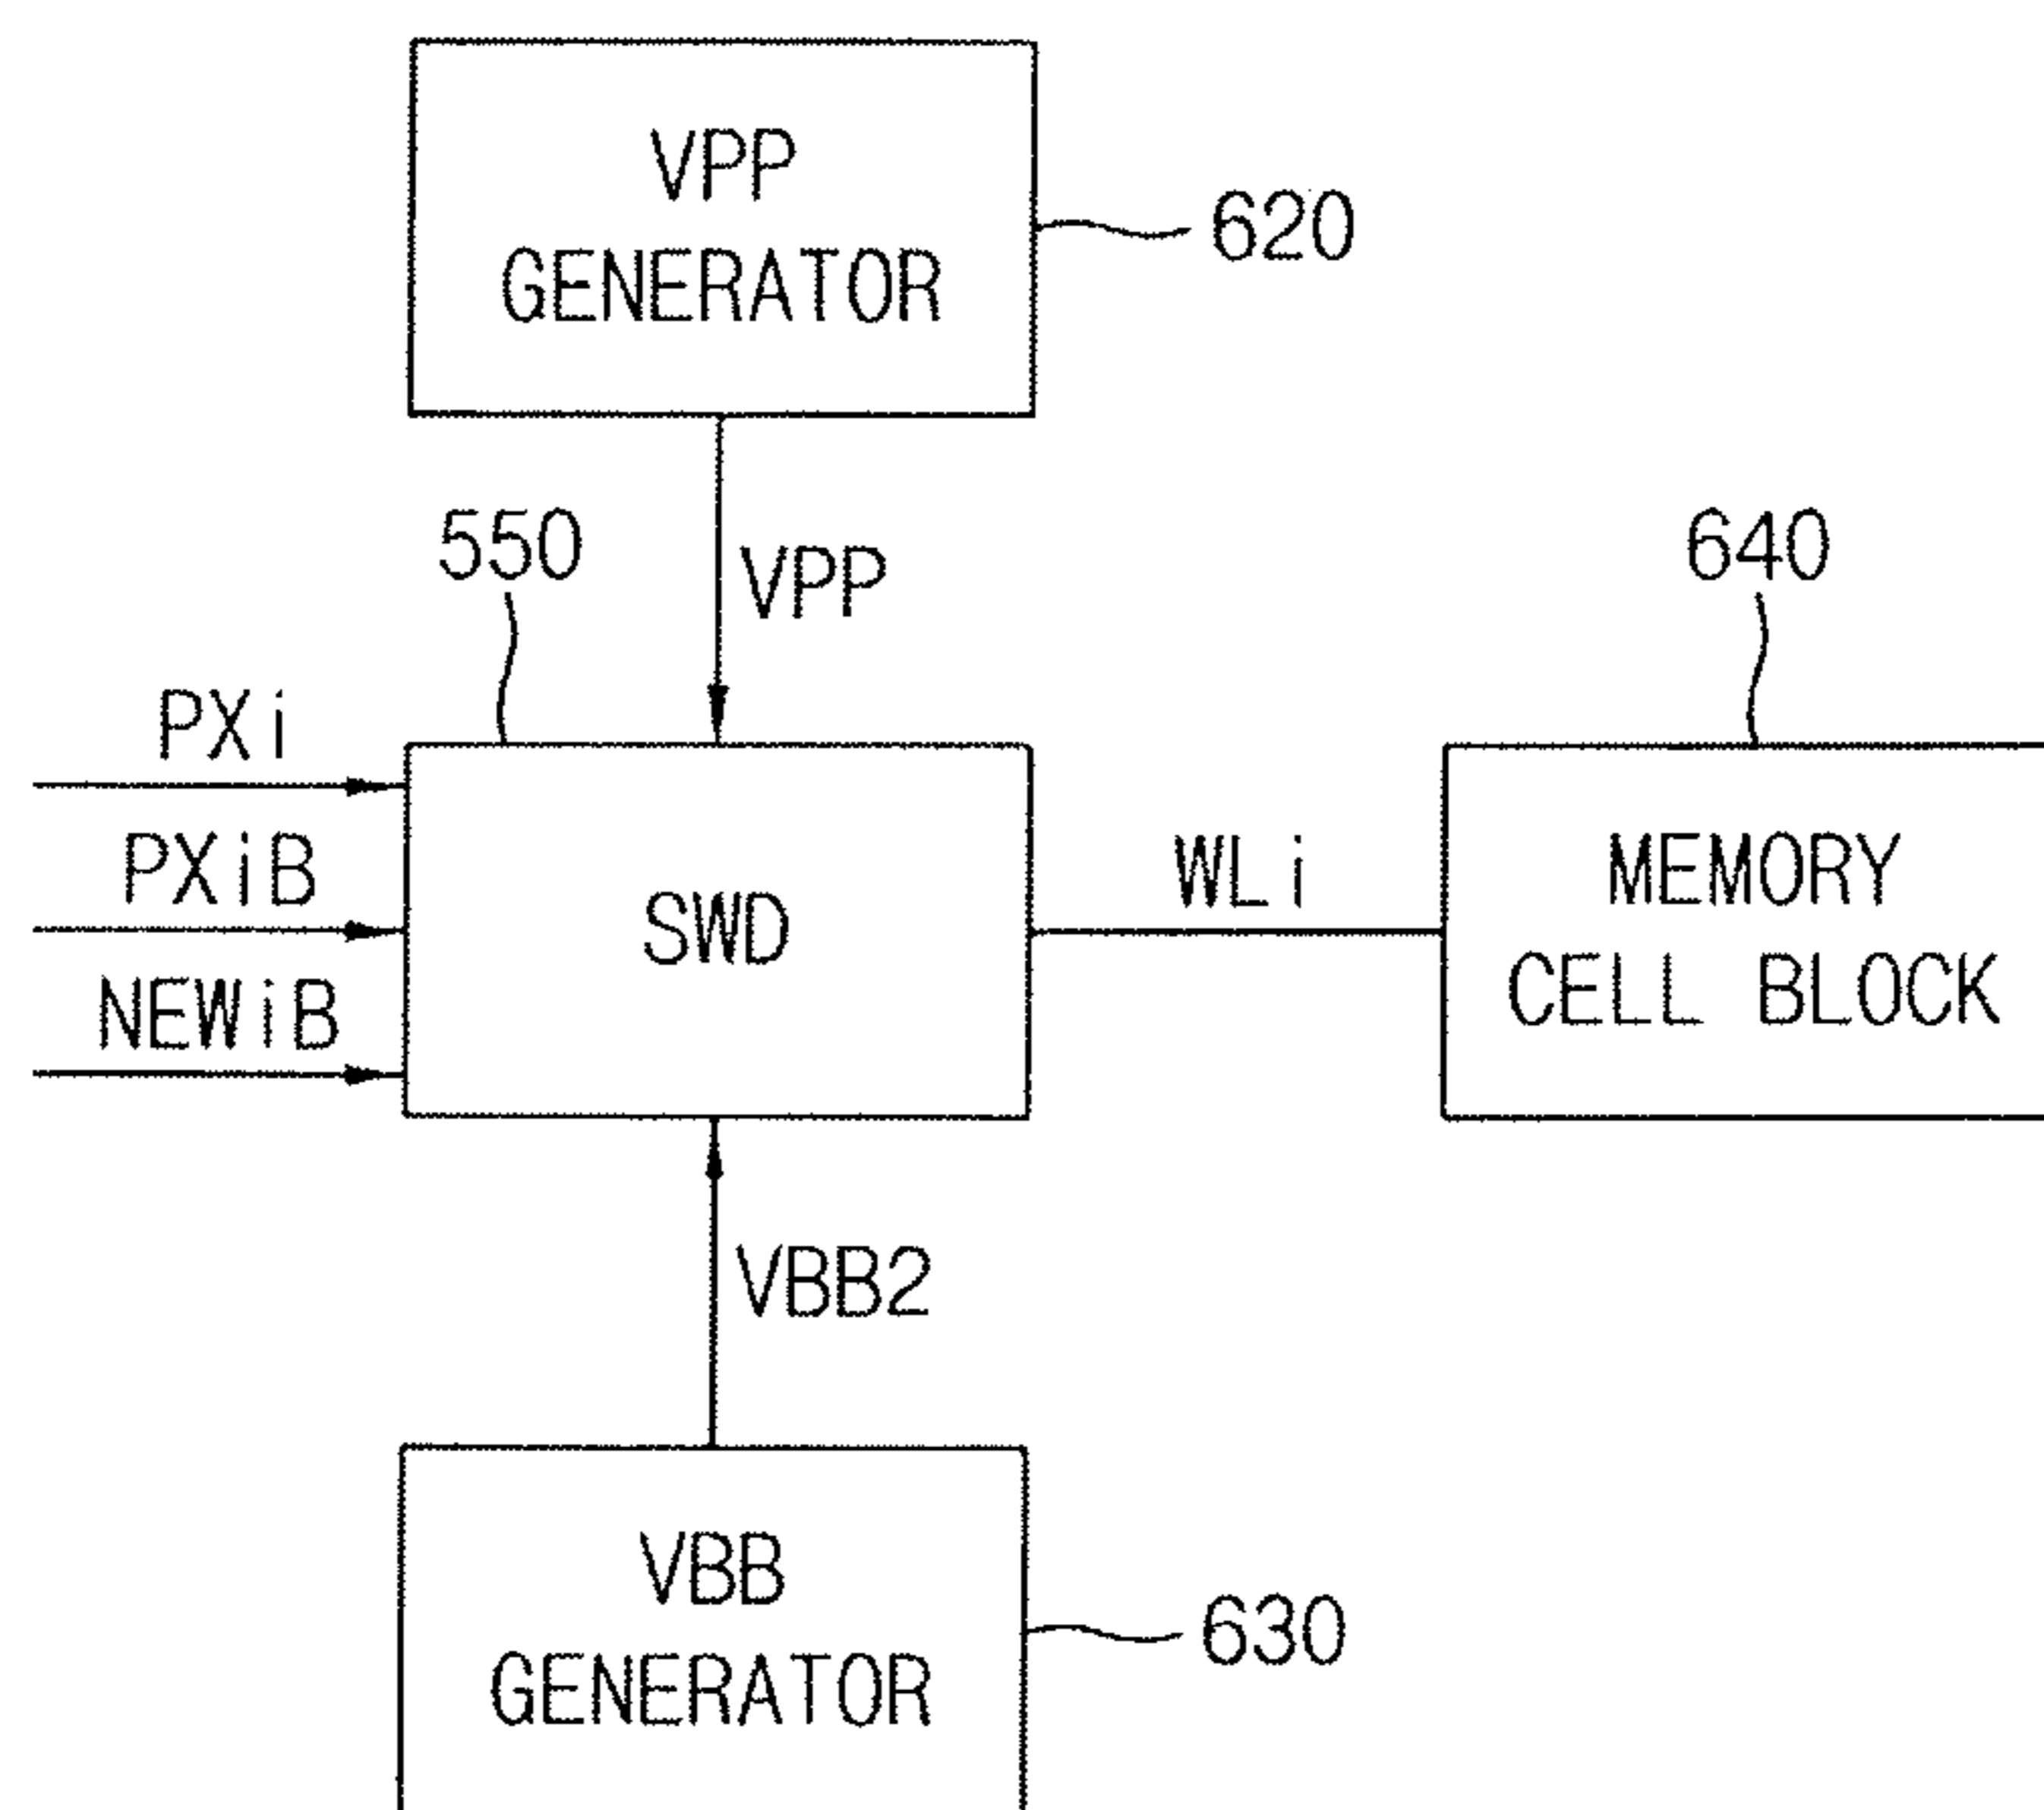 VPP
GENERATOR
620
550
VPP
640
PXi
PXiB
NEWiB
SWD
WLi
MEMORY
CELL BLOCK
VBB2
VBB
GENERATOR
630